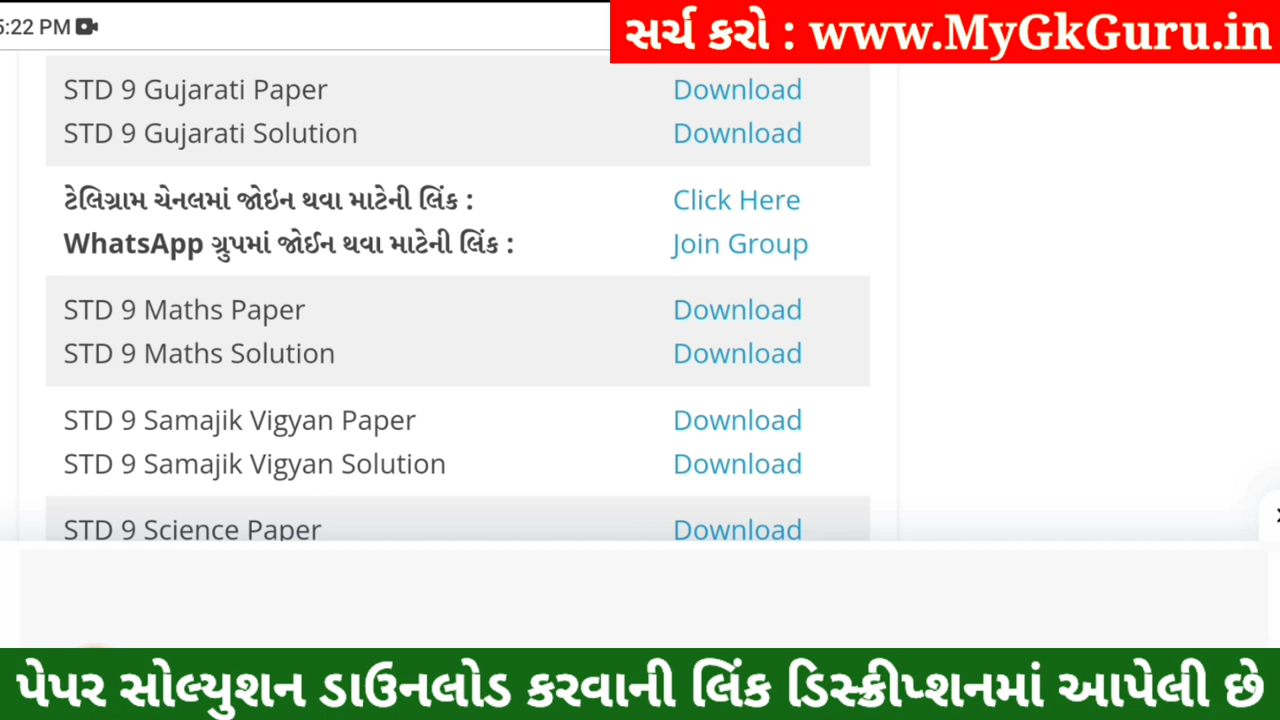 5:22 PM
સર્ચ કરો : www.MyGkGuru.in
STD 9 Gujarati Paper Download
STD 9 Gujarati Solution Download
ટેલિગ્રામ ચેનલમાં જોઇન થવા માટેની લિંક : Click Here
WhatsApp ગ્રુપમાં જોઈન થવા માટેની લિંક : Join Group
STD 9 Maths Paper Download
STD 9 Maths Solution Download
STD 9 Samajik Vigyan Paper Download
STD 9 Samajik Vigyan Solution Download
STD 9 Science Paper Download
પેપર સોલ્યુશન ડાઉનલોડ કરવાની લિંક ડિસ્ક્રીપ્શનમાં આપેલી છે